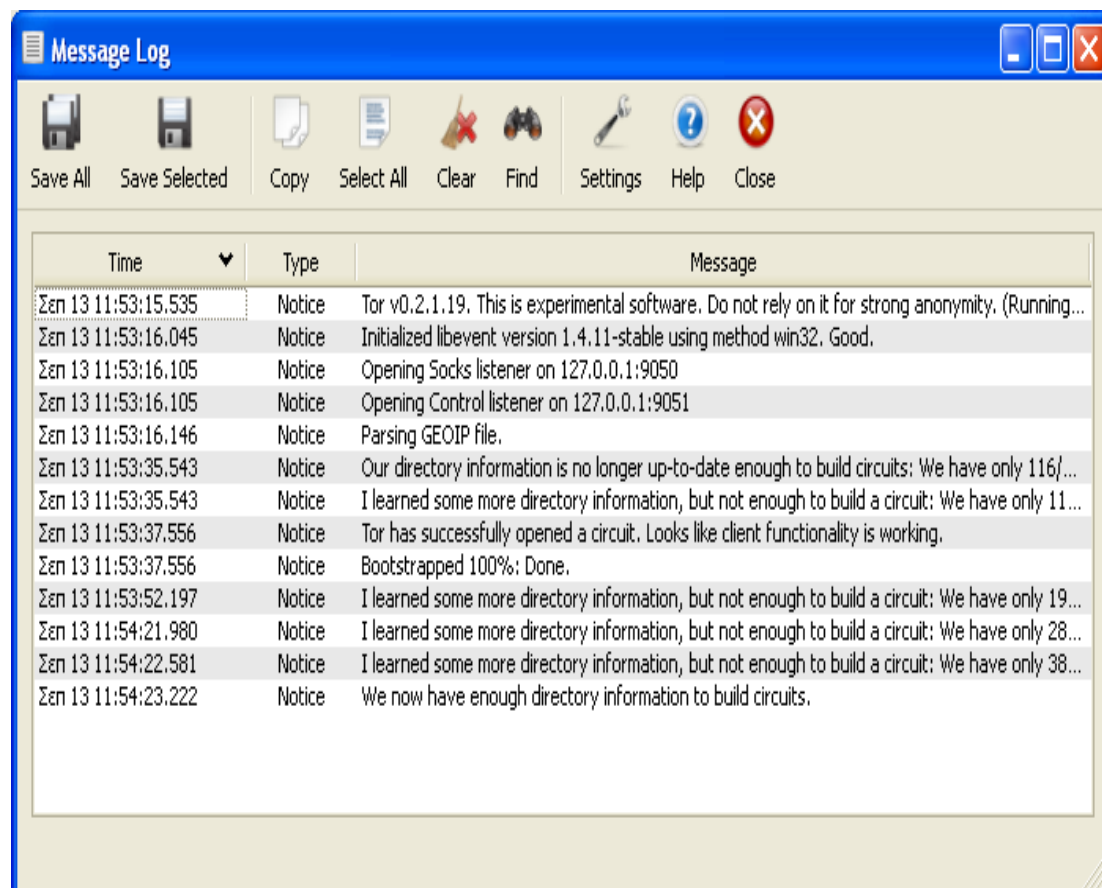 Message Log
Save All Save Selected Copy Select All Clear Find Settings Help Close
Time Type Message
Σεπ 13 11:53:15.535 Notice Tor v0.2.1.19. This is experimental software. Do not rely on it for strong anonymity. (Running...
Σεπ 13 11:53:16.045 Notice Initialized libevent version 1.4.11-stable using method win32. Good.
Σεπ 13 11:53:16.105 Notice Opening Socks listener on 127.0.0.1:9050
Σεπ 13 11:53:16.105 Notice Opening Control listener on 127.0.0.1:9051
Σεπ 13 11:53:16.146 Notice Parsing GEOIP file.
Σεπ 13 11:53:35.543 Notice Our directory information is no longer up-to-date enough to build circuits: We have only 116/...
Σεπ 13 11:53:35.543 Notice I learned some more directory information, but not enough to build a circuit: We have only 11...
Σεπ 13 11:53:37.556 Notice Tor has successfully opened a circuit. Looks like client functionality is working.
Σεπ 13 11:53:37.556 Notice Bootstrapped 100%: Done.
Σεπ 13 11:53:52.197 Notice I learned some more directory information, but not enough to build a circuit: We have only 19...
Σεπ 13 11:54:21.980 Notice I learned some more directory information, but not enough to build a circuit: We have only 28...
Σεπ 13 11:54:22.581 Notice I learned some more directory information, but not enough to build a circuit: We have only 38...
Σεπ 13 11:54:23.222 Notice We now have enough directory information to build circuits.